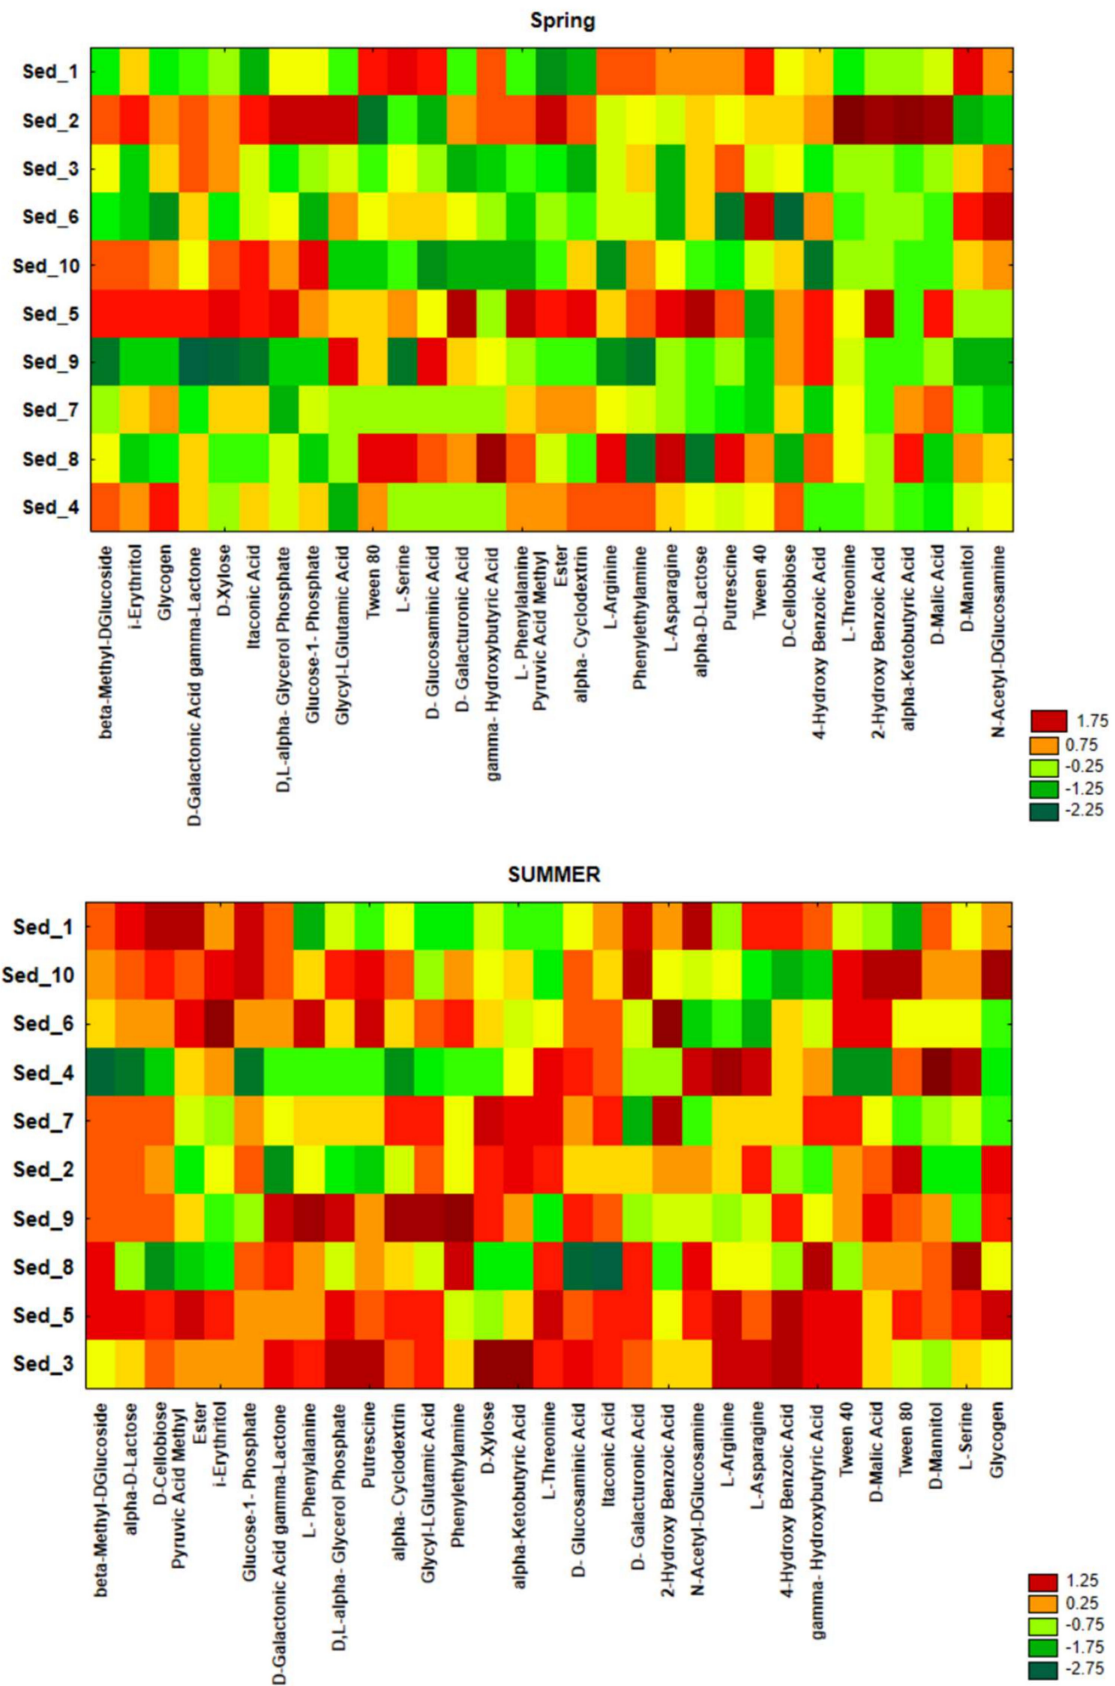 Spring
Sed_1
Sed_2
Sed_3
Sed_6
Sed_10
Sed_5
Sed_9
Sed_7
Sed_8
Sed_4
beta-Methyl-DGlucoside
i-Erythritol
Glycogen
D-Galactonic Acid gamma-Lactone
D-Xylose
Itaconic Acid
D,L-alpha- Glycerol Phosphate
Glucose-1- Phosphate
Glycyl-LGlutamic Acid
Tween 80
L-Serine
D- Glucosaminic Acid
D- Galacturonic Acid
gamma- Hydroxybutyric Acid
L- Phenylalanine
Pyruvic Acid Methyl
Ester
alpha- Cyclodextrin
L-Arginine
Phenylethylamine
L-Asparagine
alpha-D-Lactose
Putrescine
Tween 40
D-Cellobiose
4-Hydroxy Benzoic Acid
L-Threonine
2-Hydroxy Benzoic Acid
alpha-Ketobutyric Acid
D-Malic Acid
D-Mannitol
N-Acetyl-DGlucosamine
1.75
0.75
-0.25
-1.25
-2.25
SUMMER
Sed_1
Sed_10
Sed_6
Sed_4
Sed_7
Sed_2
Sed_9
Sed_8
Sed_5
Sed_3
beta-Methyl-DGlucoside
alpha-D-Lactose
D-Cellobiose
Pyruvic Acid Methyl
Ester
i-Erythritol
Glucose-1- Phosphate
D-Galactonic Acid gamma-Lactone
L- Phenylalanine
D,L-alpha- Glycerol Phosphate
Putrescine
alpha- Cyclodextrin
Glycyl-LGlutamic Acid
Phenylethylamine
D-Xylose
alpha-Ketobutyric Acid
L-Threonine
D- Glucosaminic Acid
Itaconic Acid
D- Galacturonic Acid
2-Hydroxy Benzoic Acid
N-Acetyl-DGlucosamine
L-Arginine
L-Asparagine
4-Hydroxy Benzoic Acid
gamma- Hydroxybutyric Acid
Tween 40
D-Malic Acid
Tween 80
D-Mannitol
L-Serine
Glycogen
1.25
0.25
-0.75
-1.75
-2.75